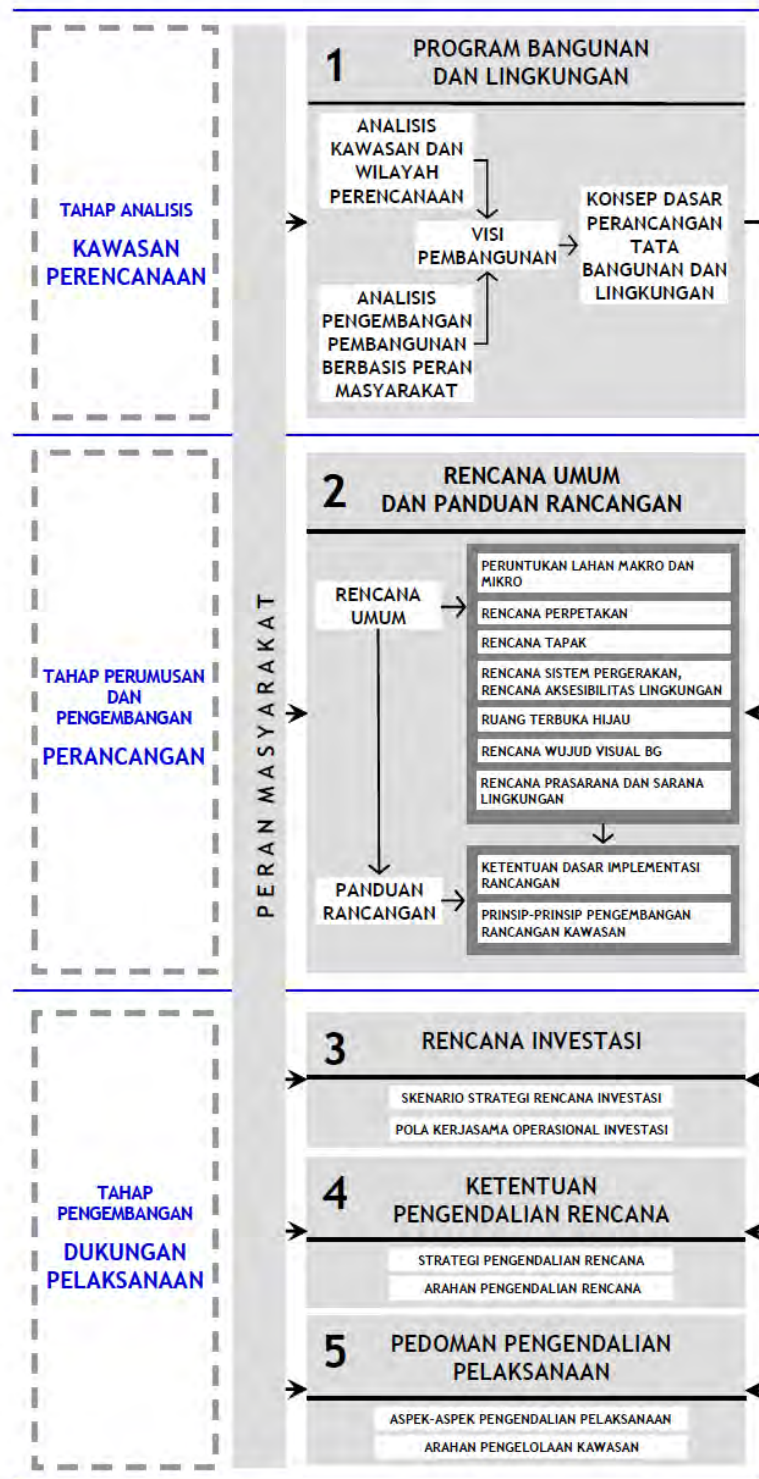 TAHAP ANALISIS
KAWASAN
PERENCANAAN
1
PROGRAM BANGUNAN
DAN LINGKUNGAN
ANALISIS
KAWASAN DAN
WILAYAH
PERENCANAAN
VISI
PEMBANGUNAN
KONSEP DASAR
PERANCANGAN
TATA
BANGUNAN DAN
LINGKUNGAN
ANALISIS
PENGEMBANGAN
PEMBANGUNAN
BERBASIS PERAN
MASYARAKAT
PERAN MASYARAKAT
TAHAP PERUMUSAN
DAN
PENGEMBANGAN
PERANCANGAN
2
RENCANA UMUM
DAN PANDUAN RANCANGAN
RENCANA
UMUM
PERUNTUKAN LAHAN MAKRO DAN
MIKRO
RENCANA PERPETAKAN
RENCANA TAPAK
RENCANA SISTEM PERGERAKAN,
RENCANA AKSESIBILITAS LINGKUNGAN
RUANG TERBUKA HIJAU
RENCANA WUJUD VISUAL BG
RENCANA PRASARANA DAN SARANA
LINGKUNGAN
PANDUAN
RANCANGAN
KETENTUAN DASAR IMPLEMENTASI
RANCANGAN
PRINSIP-PRINSIP PENGEMBANGAN
RANCANGAN KAWASAN
TAHAP
PENGEMBANGAN
DUKUNGAN
PELAKSANAAN
3
RENCANA INVESTASI
SKENARIO STRATEGI RENCANA INVESTASI
POLA KERJASAMA OPERASIONAL INVESTASI
4
KETENTUAN
PENGENDALIAN RENCANA
STRATEGI PENGENDALIAN RENCANA
ARAHAN PENGENDALIAN RENCANA
5
PEDOMAN PENGENDALIAN
PELAKSANAAN
ASPEK-ASPEK PENGENDALIAN PELAKSANAAN
ARAHAN PENGELOLAAN KAWASAN